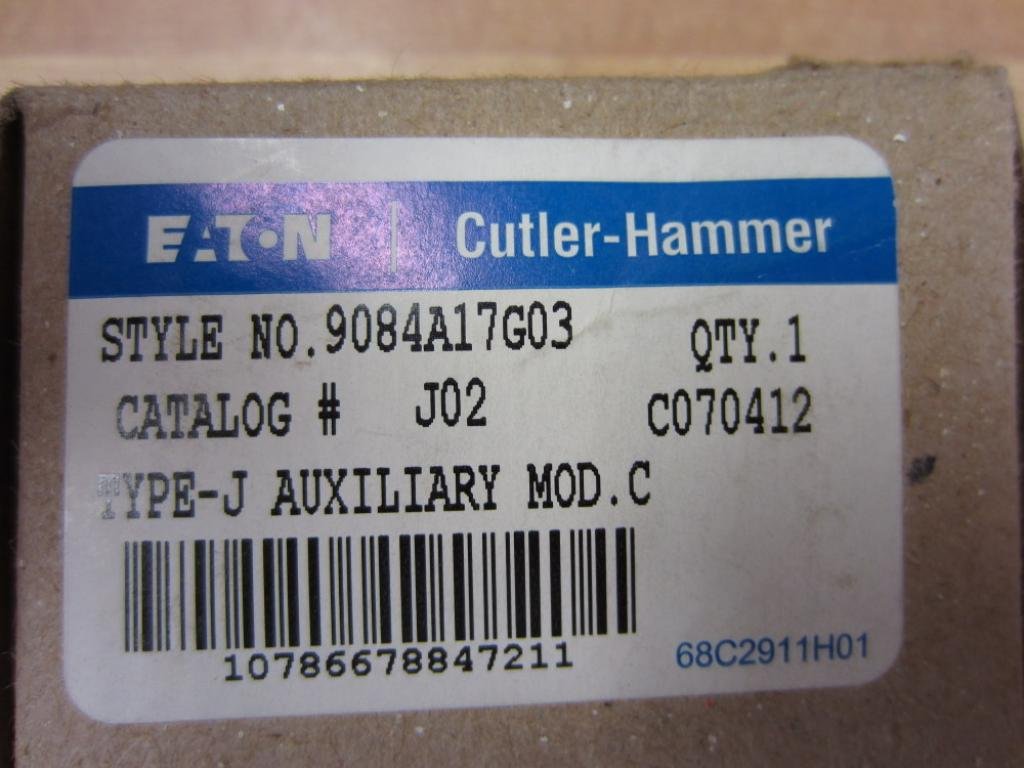 EATON | Cutler-Hammer
STYLE NO.9084A17G03 QTY.1
CATALOG # J02 C070412
TYPE-J AUXILIARY MOD.C
10786678847211
68C2911H01